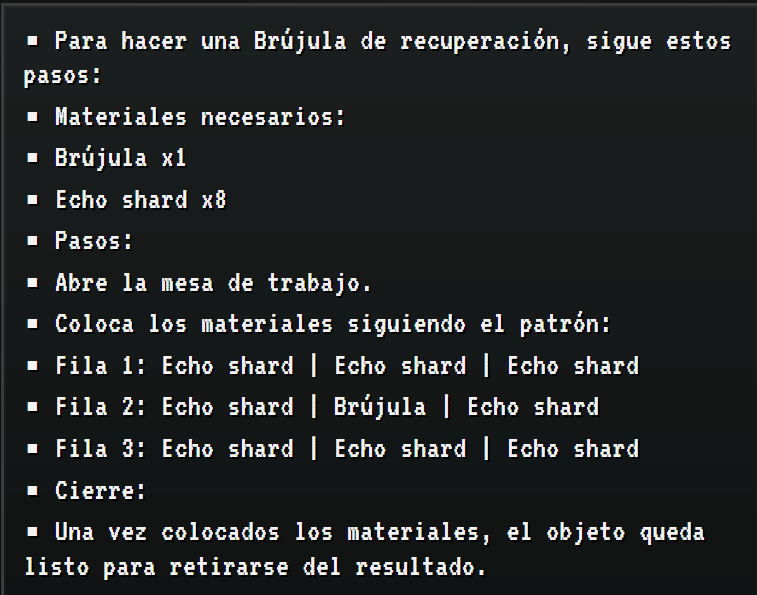 ▪ Para hacer una Brújula de recuperación, sigue estos
pasos:
▪ Materiales necesarios:
▪ Brújula x1
▪ Echo shard x8
▪ Pasos:
▪ Abre la mesa de trabajo.
▪ Coloca los materiales siguiendo el patrón:
▪ Fila 1: Echo shard | Echo shard | Echo shard
▪ Fila 2: Echo shard | Brújula | Echo shard
▪ Fila 3: Echo shard | Echo shard | Echo shard
▪ Cierre:
▪ Una vez colocados los materiales, el objeto queda
listo para retirarse del resultado.